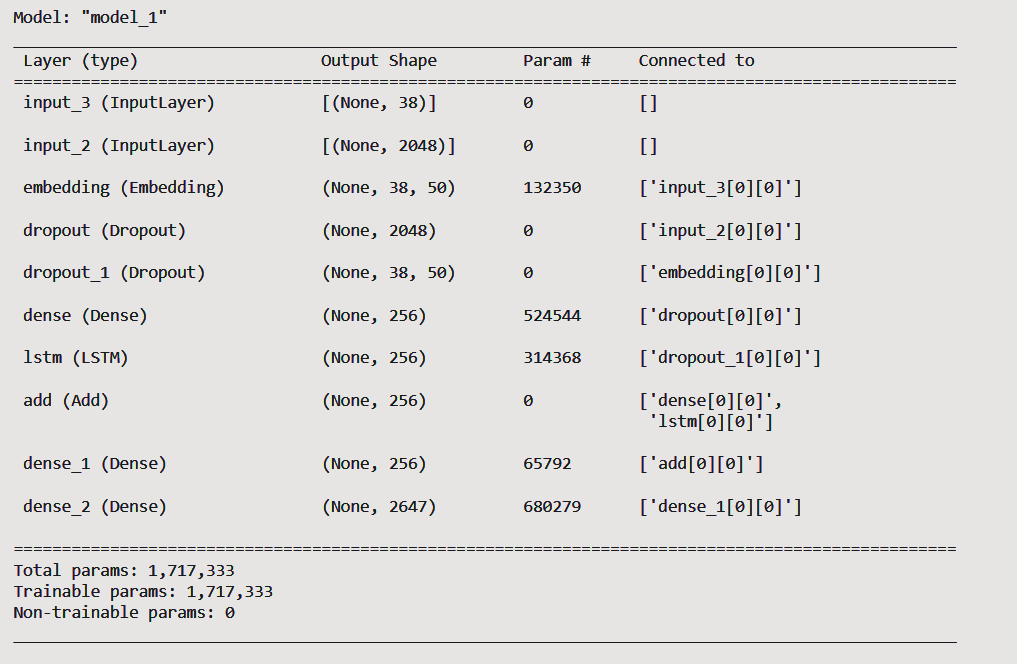 Model: "model_1"
Layer (type) Output Shape Param # Connected to
input_3 (InputLayer) [(None, 38)] 0 []
input_2 (InputLayer) [(None, 2048)] 0 []
embedding (Embedding) (None, 38, 50) 132350 ['input_3[0][0]']
dropout (Dropout) (None, 2048) 0 ['input_2[0][0]']
dropout_1 (Dropout) (None, 38, 50) 0 ['embedding[0][0]']
dense (Dense) (None, 256) 524544 ['dropout[0][0]']
lstm (LSTM) (None, 256) 314368 ['dropout_1[0][0]']
add (Add) (None, 256) 0 ['dense[0][0]',
'lstm[0][0]']
dense_1 (Dense) (None, 256) 65792 ['add[0][0]']
dense_2 (Dense) (None, 2647) 680279 ['dense_1[0][0]']
Total params: 1,717,333
Trainable params: 1,717,333
Non-trainable params: 0